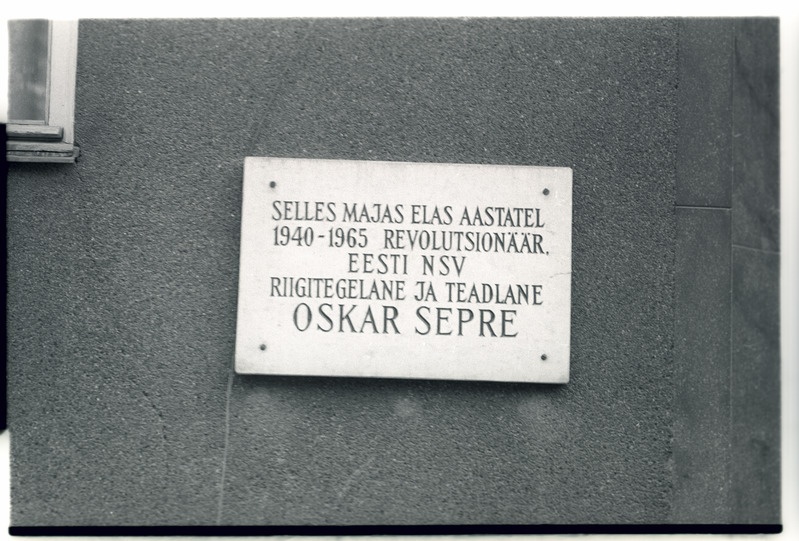 SELLES MAJAS ELAS AASTATEL
1940-1965 REVOLUTSIONÄÄR,
EESTI NSV
RIIGITEGELANE JA TEADLANE
OSKAR SEPRE